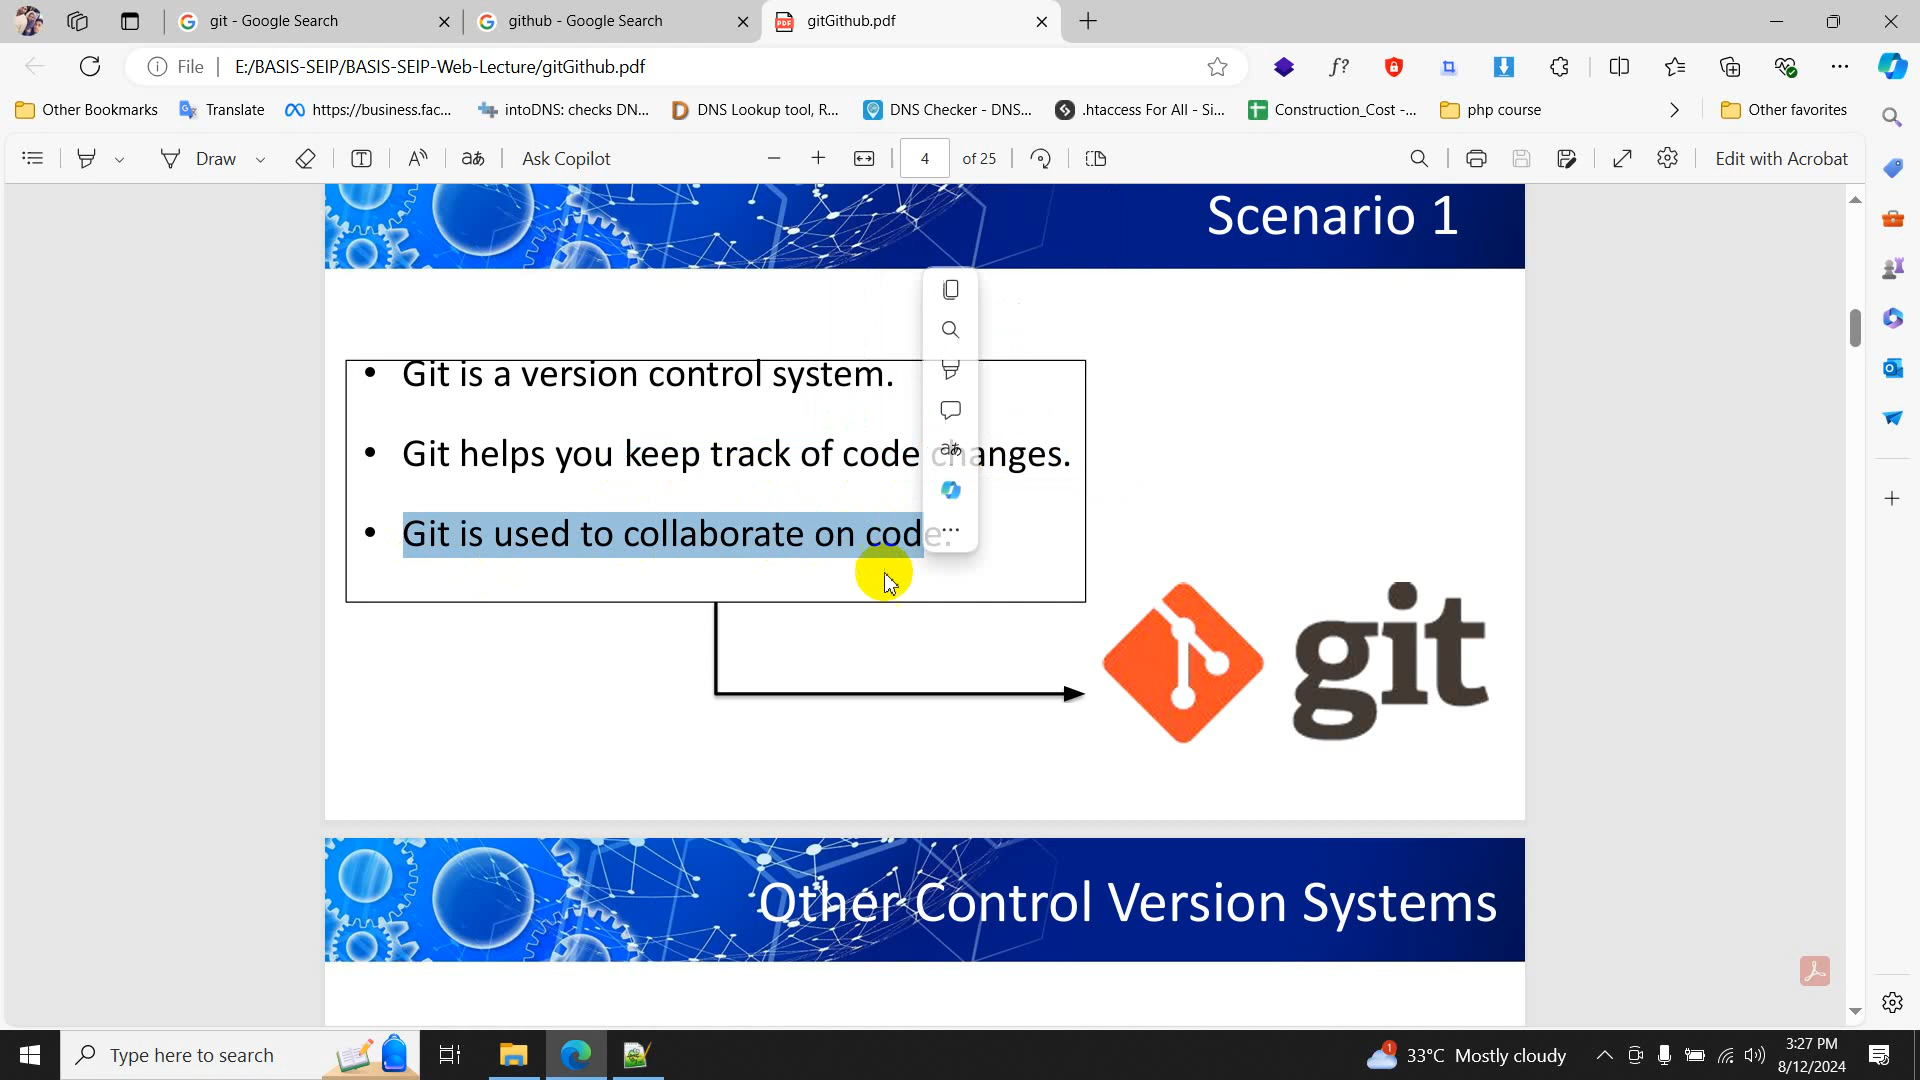 git - Google Search
github - Google Search
gitGithub.pdf
File
E:/BASIS-SEIP/BASIS-SEIP-Web-Lecture/gitGithub.pdf
f?
Other Bookmarks
Translate
https://business.fac...
intoDNS: checks DN...
DNS Lookup tool, R...
DNS Checker - DNS...
.htaccess For All - Si...
Construction_Cost -...
php course
Other favorites
Draw
Ask Copilot
4 of 25
Edit with Acrobat
Scenario 1
• Git is a version control system.
• Git helps you keep track of code changes.
• Git is used to collaborate on code.
git
Other Control Version Systems
Type here to search
1
33°C Mostly cloudy
3:27 PM
8/12/2024